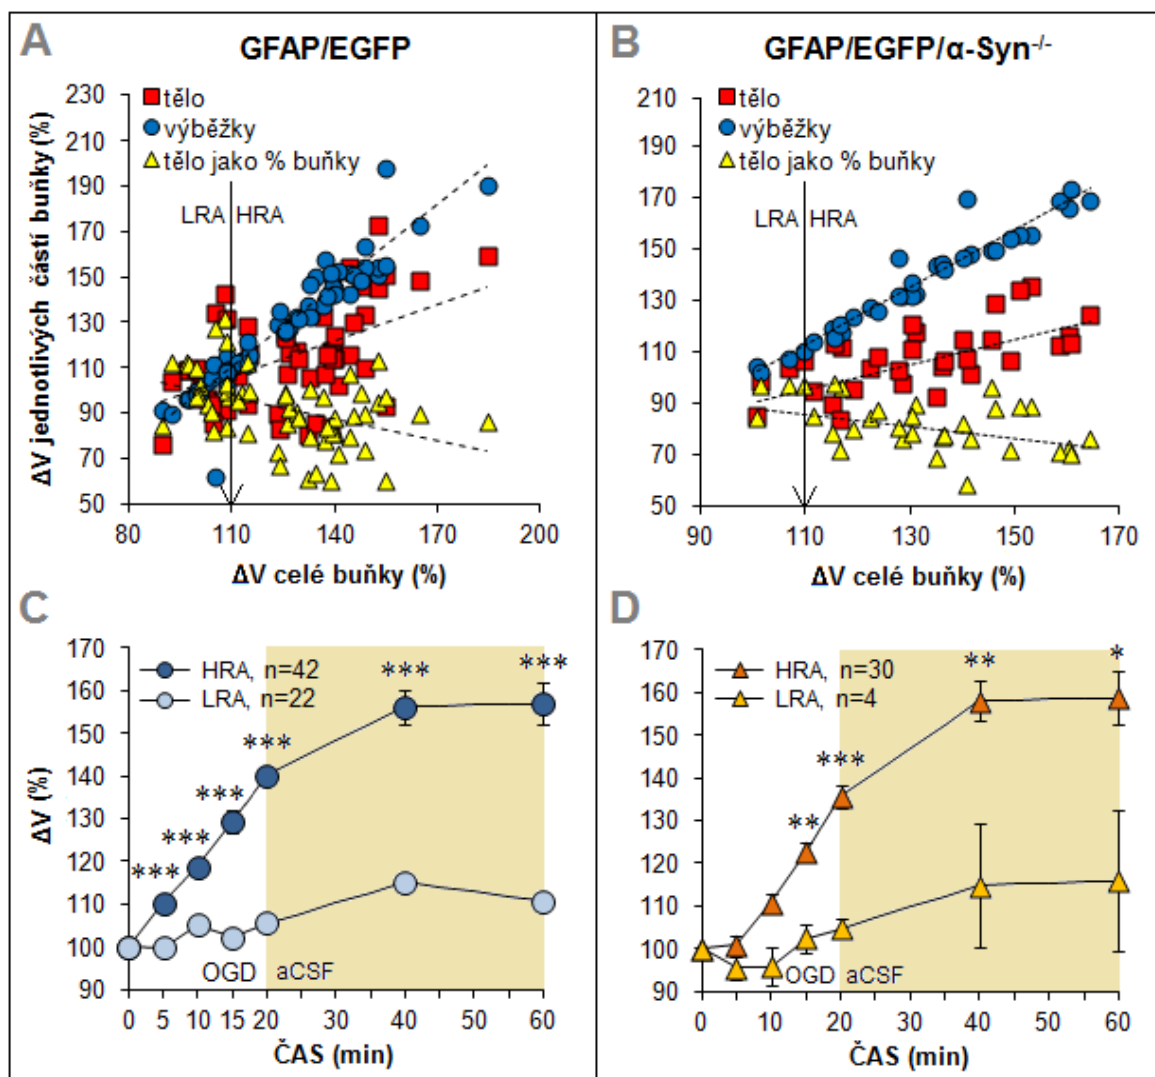 A
GFAP/EGFP
ΔV jednotlivých částí buňky (%)
230
210
190
170
150
130
110
90
70
50
tělo
výběžky
tělo jako % buňky
LRA
HRA
80
110
140
170
200
ΔV celé buňky (%)
B
GFAP/EGFP/α-Syn-/-
210
190
170
150
130
110
90
70
50
tělo
výběžky
tělo jako % buňky
LRA
HRA
90
110
130
150
170
ΔV celé buňky (%)
C
ΔV (%)
170
160
150
140
130
120
110
100
90
HRA, n=42
LRA, n=22
***
***
***
***
***
***
OGD
aCSF
0
5
10
15
20
30
40
50
60
ČAS (min)
D
170
160
150
140
130
120
110
100
90
HRA, n=30
LRA, n=4
**
***
**
*
OGD
aCSF
0
10
20
30
40
50
60
ČAS (min)